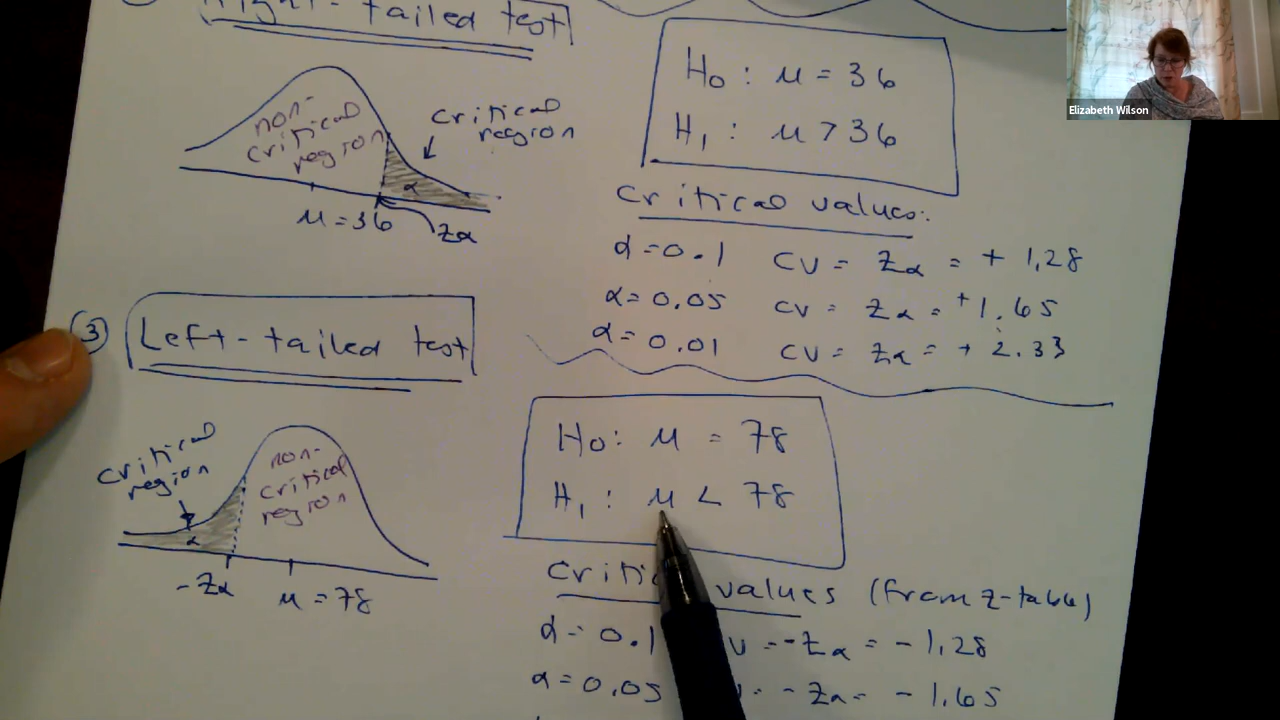 Right-tailed test
H₀ : μ = 36
H₁ : μ > 36
non-
critical
region
critical
region
α
μ = 36
Zα
Critical values:
α = 0.1 CV = Zα = + 1.28
α = 0.05 CV = Zα = +1.65
α = 0.01 CV = Zα = + 2.33
③ Left-tailed test
critical
region
non-
critical
region
α
-Zα
μ = 78
H₀ : μ = 78
H₁ : μ < 78
values (from z-table)
α = 0.1 = -Zα = - 1.28
α = 0.05 = - Zα = - 1.65
Elizabeth Wilson